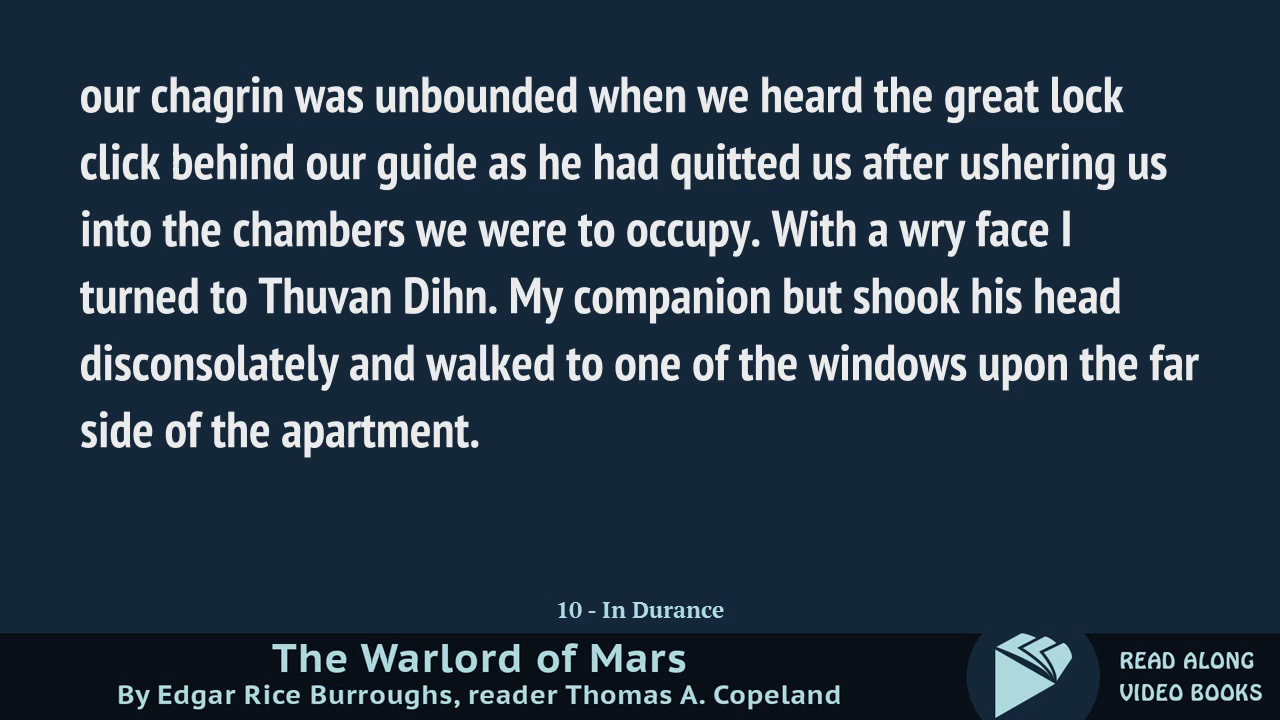 our chagrin was unbounded when we heard the great lock
click behind our guide as he had quitted us after ushering us
into the chambers we were to occupy. With a wry face I
turned to Thuvan Dihn. My companion but shook his head
disconsolately and walked to one of the windows upon the far
side of the apartment.
10 - In Durance
The Warlord of Mars
By Edgar Rice Burroughs, reader Thomas A. Copeland
READ ALONG
VIDEO BOOKS